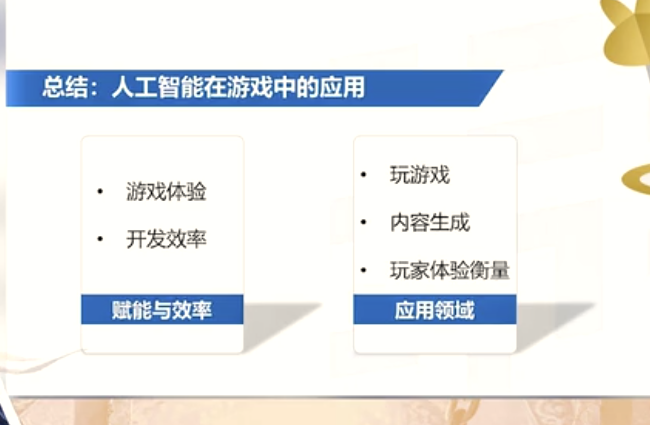 总结：人工智能在游戏中的应用
• 游戏体验
• 开发效率
赋能与效率
• 玩游戏
• 内容生成
• 玩家体验衡量
应用领域